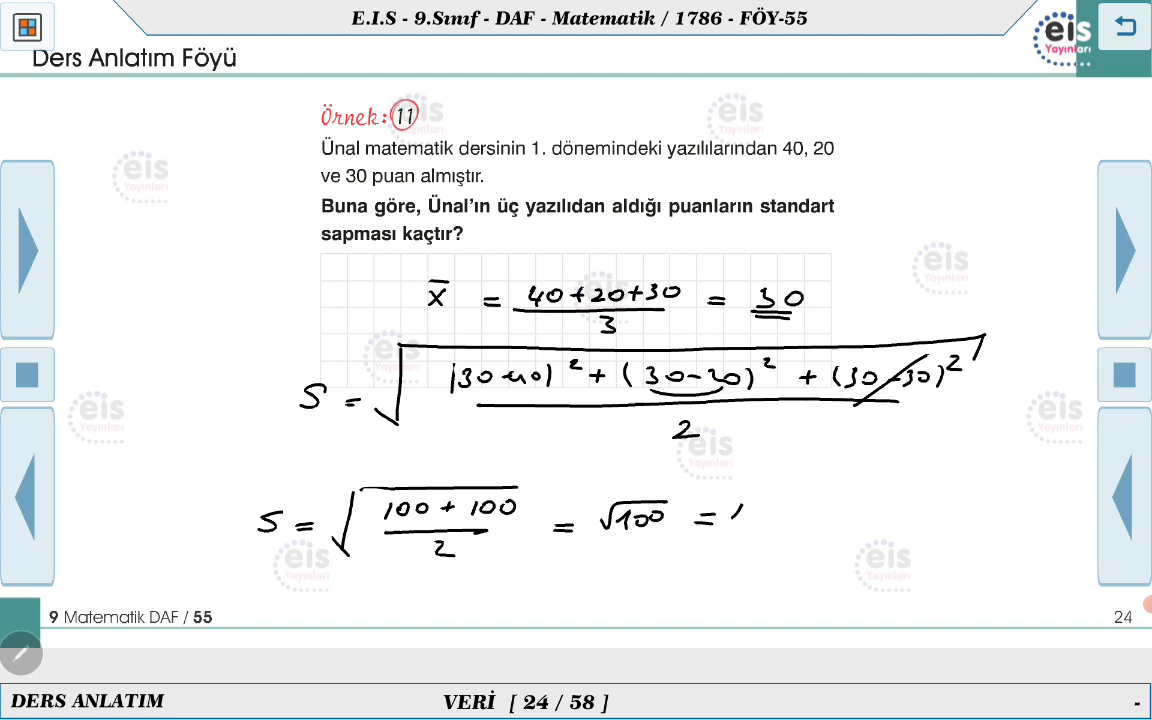 E.I.S - 9.Sınıf - DAF - Matematik / 1786 - FÖY-55
eis
Yayınları
Ders Anlatım Föyü
Örnek: 11
Ünal matematik dersinin 1. dönemindeki yazılılarından 40, 20
ve 30 puan almıştır.
Buna göre, Ünal'ın üç yazılıdan aldığı puanların standart
sapması kaçtır?
x̄ = (40+20+30)/3 = 30
S = √(((30-40)² + (30-20)² + (30-30)²)/2)
S = √((100 + 100)/2) = √100 =
9 Matematik DAF / 55
24
DERS ANLATIM
VERİ [ 24 / 58 ]
-